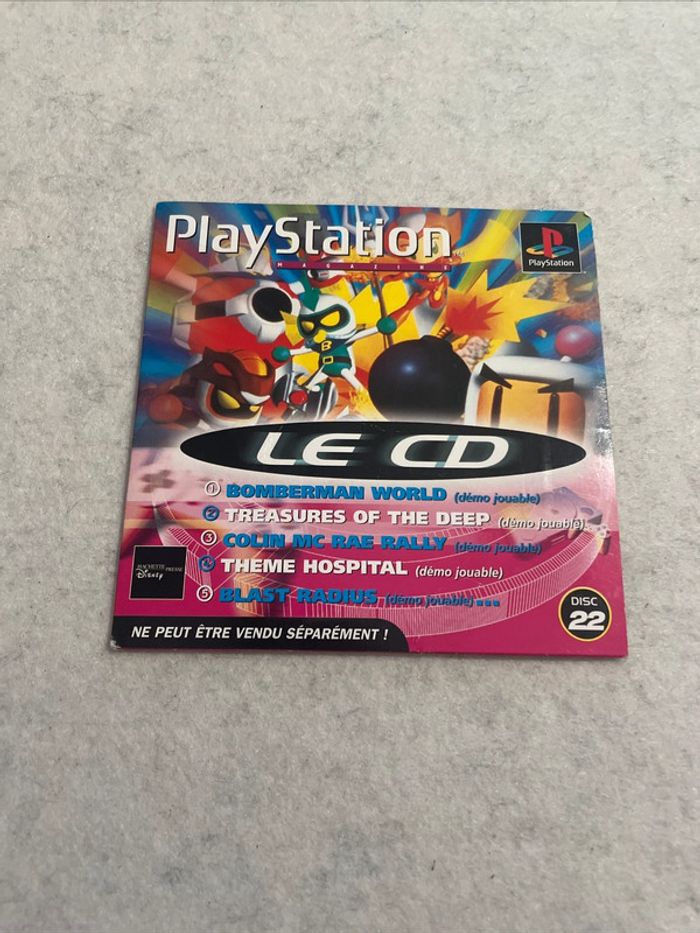 PlayStation
MAGAZINE
PlayStation
B
LE CD
1 BOMBERMAN WORLD (démo jouable)
2 TREASURES OF THE DEEP (démo jouable)
3 COLIN MC RAE RALLY (démo jouable)
4 THEME HOSPITAL (démo jouable)
5 BLAST RADIUS (démo jouable) ...
HACHETTE PRESSE
Disney
DISC
22
NE PEUT ÊTRE VENDU SÉPARÉMENT !